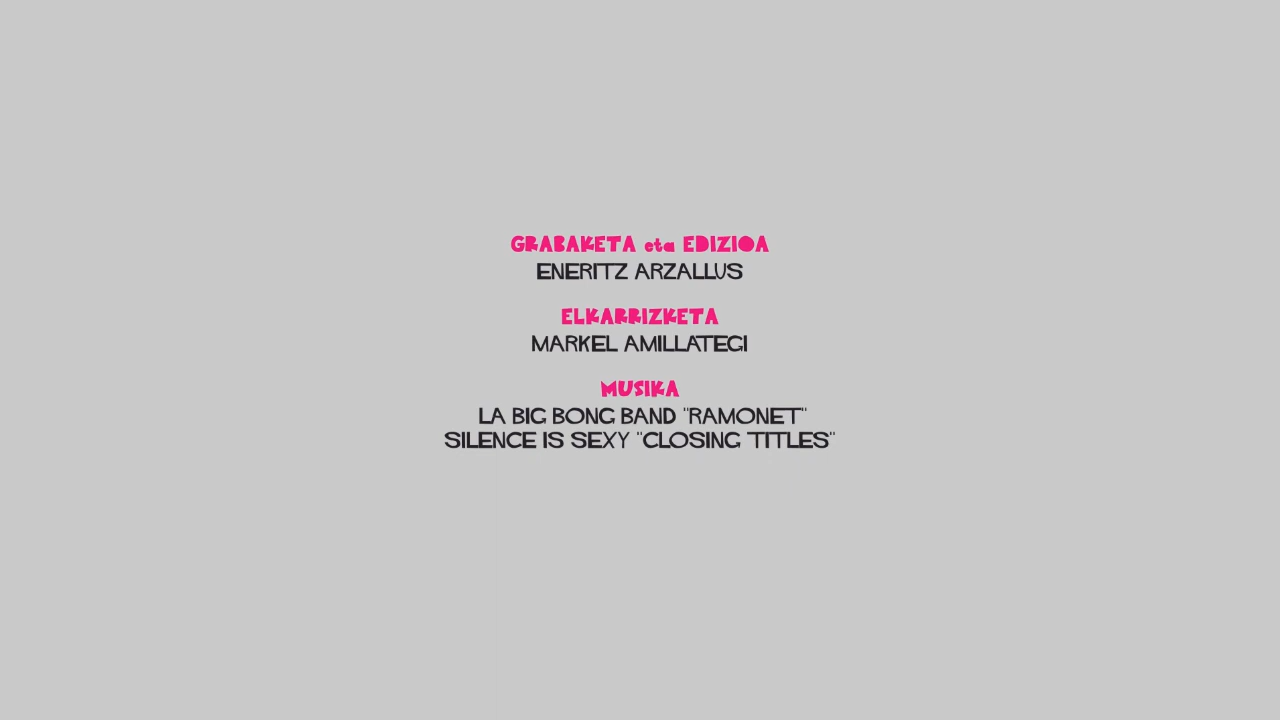 GRABAKETA eta EDIZIOA
ENERITZ ARZALLUS
ELKARRIZKETA
MARKEL AMILLATEGI
MUSIKA
LA BIG BONG BAND "RAMONET"
SILENCE IS SEXY "CLOSING TITLES"